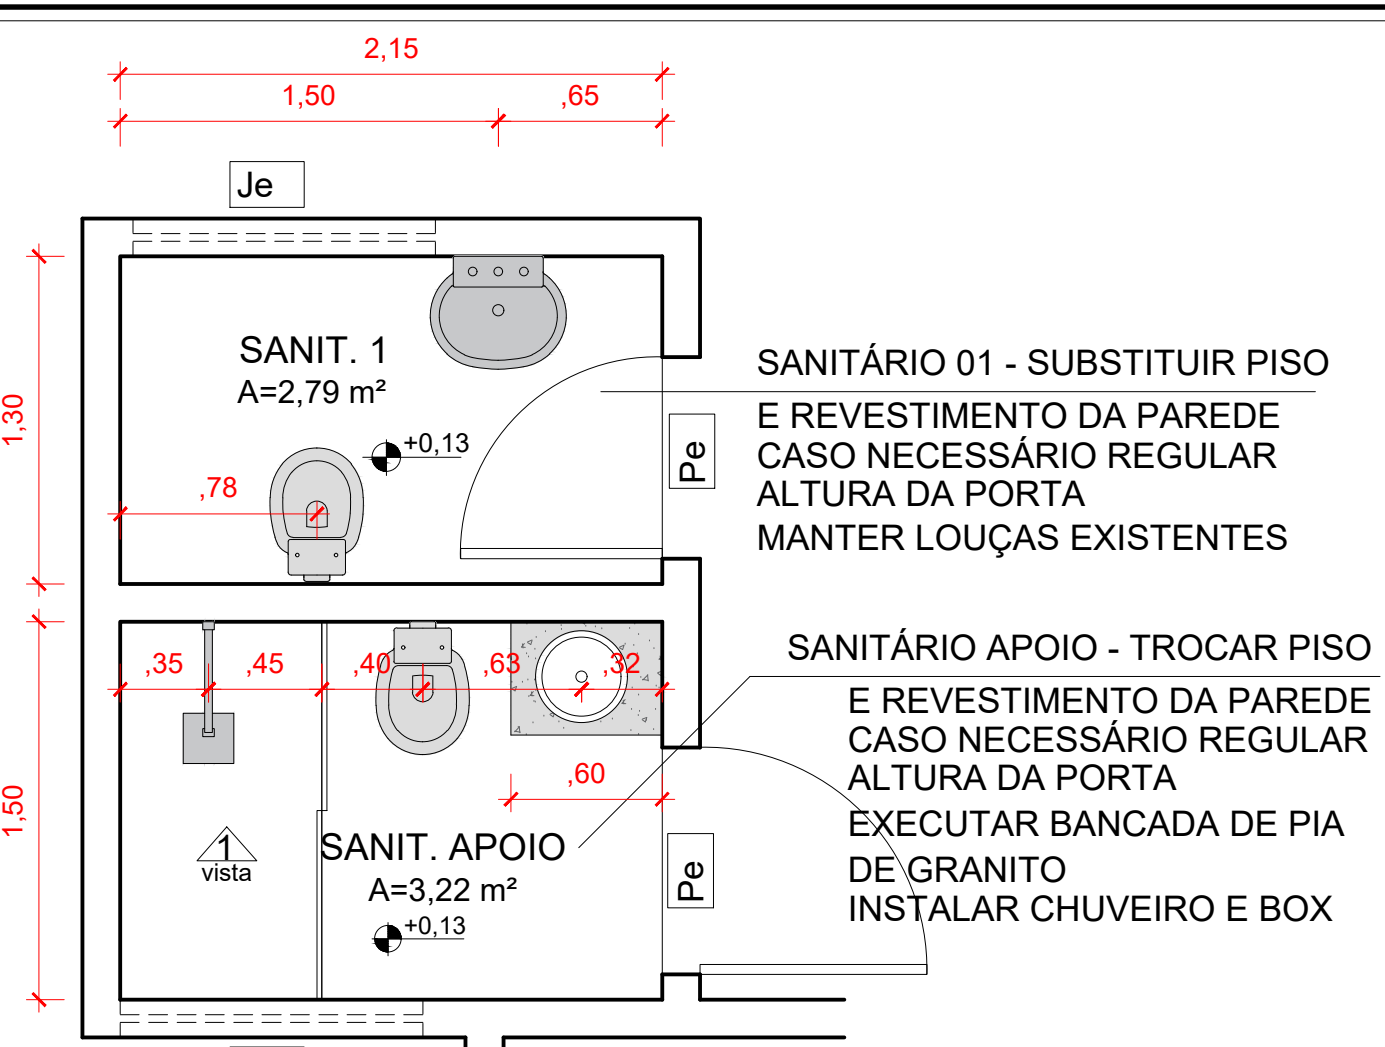 2,15
1,50
,65
Je
1,30
SANIT. 1
A=2,79 m²
+0,13
,78
Pe
SANITÁRIO 01 - SUBSTITUIR PISO
E REVESTIMENTO DA PAREDE
CASO NECESSÁRIO REGULAR
ALTURA DA PORTA
MANTER LOUÇAS EXISTENTES
,35
,45
,40
,63
,32
,60
1,50
1
vista
SANIT. APOIO
A=3,22 m²
+0,13
Pe
SANITÁRIO APOIO - TROCAR PISO
E REVESTIMENTO DA PAREDE
CASO NECESSÁRIO REGULAR
ALTURA DA PORTA
EXECUTAR BANCADA DE PIA
DE GRANITO
INSTALAR CHUVEIRO E BOX